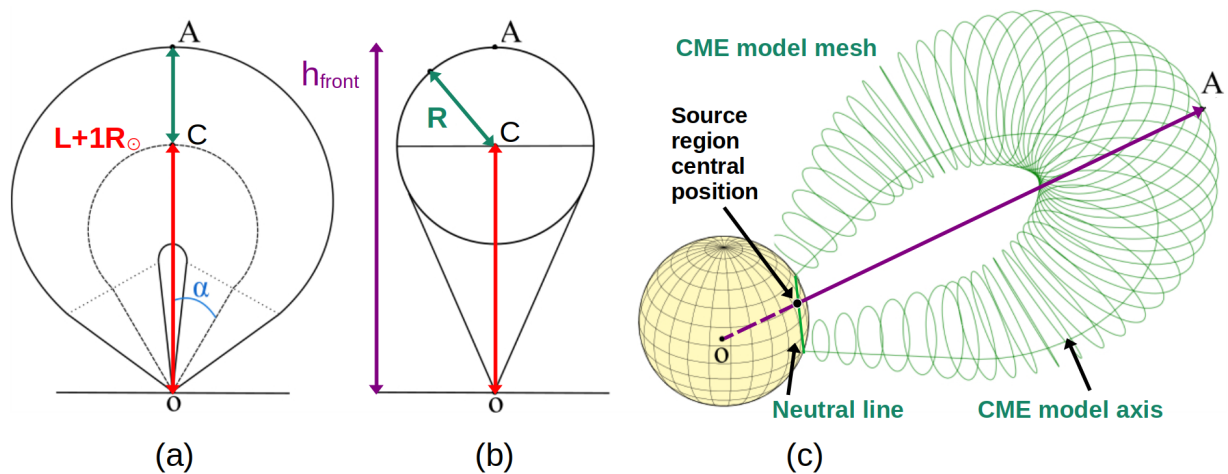 A
L+1R☉
C
α
o
(a)
h_front
A
R
C
o
(b)
CME model mesh
Source
region
central
position
A
o
Neutral line
CME model axis
(c)